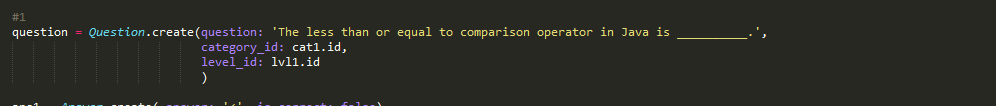 #1
question = Question.create(question: 'The less than or equal to comparison operator in Java is __________.',
category_id: cat1.id,
level_id: lvl1.id
)